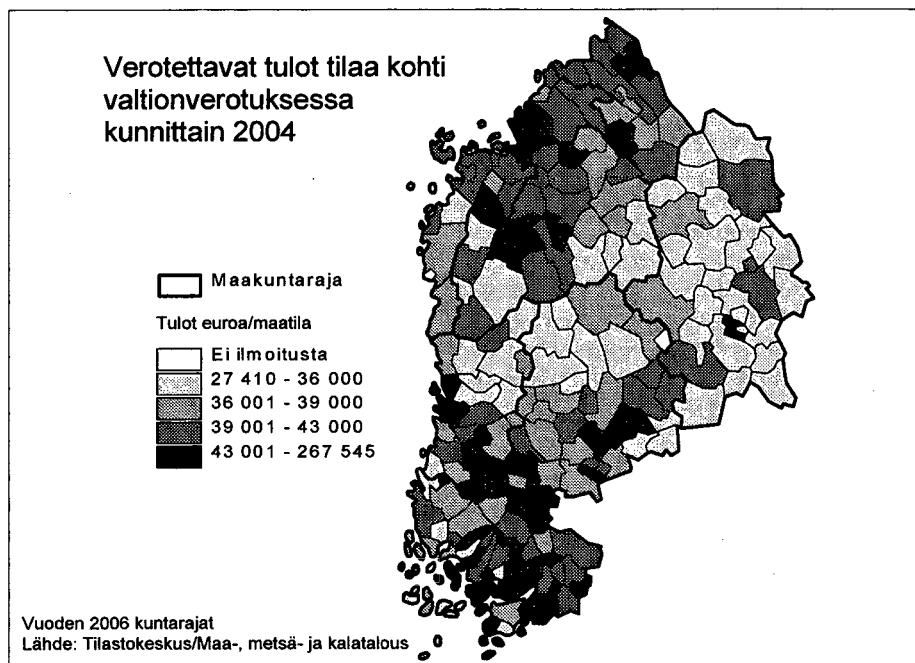 Verotettavat tulot tilaa kohti
valtionverotuksessa
kunnittain 2004
Maakuntaraja
Tulot euroa/maatila
Ei ilmoitusta
27 410 - 36 000
36 001 - 39 000
39 001 - 43 000
43 001 - 267 545
Vuoden 2006 kuntarajat
Lähde: Tilastokeskus/Maa-, metsä- ja kalatalous